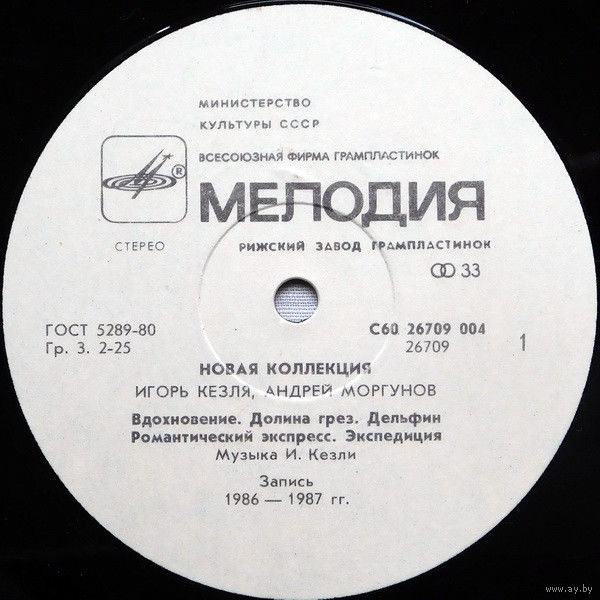 МИНИСТЕРСТВО
КУЛЬТУРЫ СССР
ВСЕСОЮЗНАЯ ФИРМА ГРАМПЛАСТИНОК
®
МЕЛОДИЯ
СТЕРЕО
РИЖСКИЙ ЗАВОД ГРАМПЛАСТИНОК
33
ГОСТ 5289-80
Гр. 3. 2-25
С60 26709 004
26709
1
НОВАЯ КОЛЛЕКЦИЯ
ИГОРЬ КЕЗЛЯ, АНДРЕЙ МОРГУНОВ
Вдохновение. Долина грез. Дельфин
Романтический экспресс. Экспедиция
Музыка И. Кезли
Запись
1986 — 1987 гг.
www.ay.by